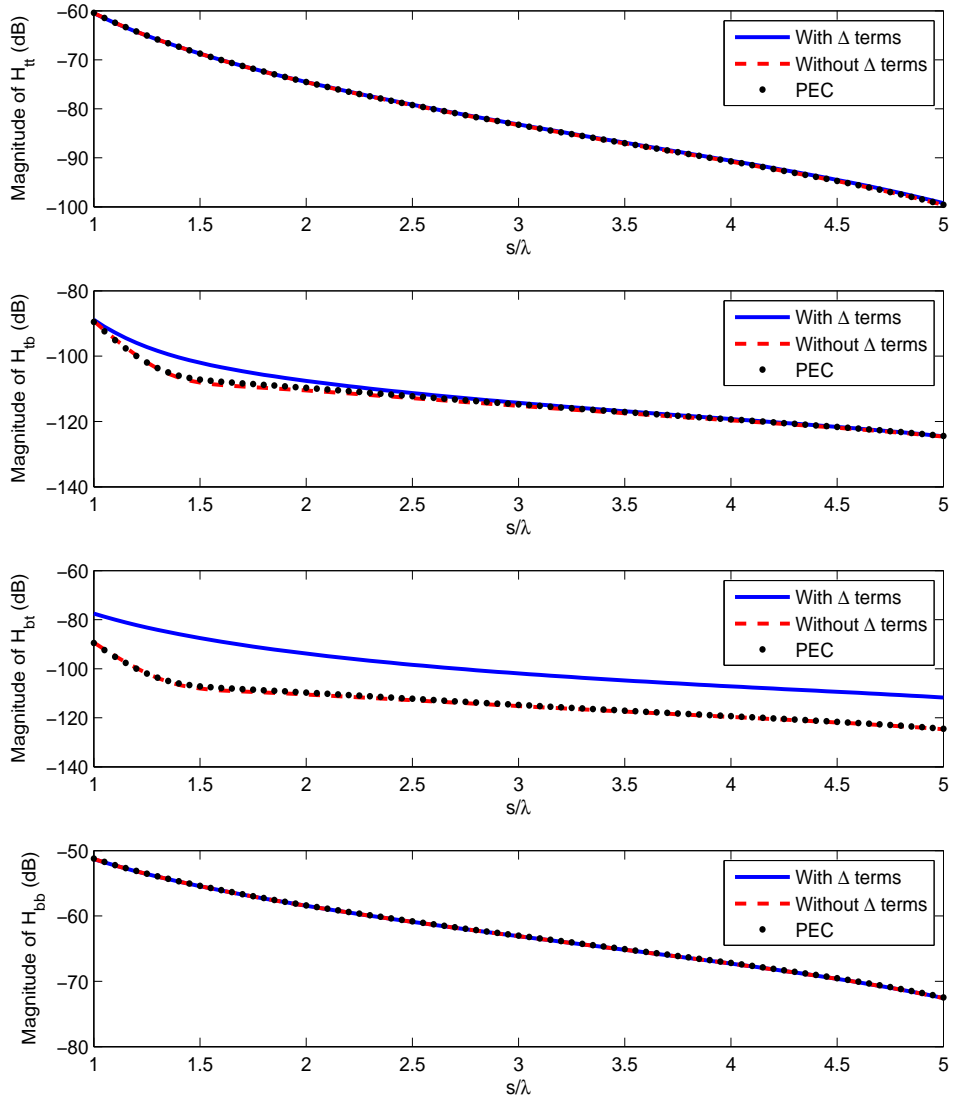 Magnitude of Htt (dB)
−60
−70
−80
−90
−100
1
1.5
2
2.5
3
3.5
4
4.5
5
s/λ
With Δ terms
Without Δ terms
PEC
Magnitude of Htb (dB)
−80
−100
−120
−140
1
1.5
2
2.5
3
3.5
4
4.5
5
s/λ
With Δ terms
Without Δ terms
PEC
Magnitude of Hbt (dB)
−60
−80
−100
−120
−140
1
1.5
2
2.5
3
3.5
4
4.5
5
s/λ
With Δ terms
Without Δ terms
PEC
Magnitude of Hbb (dB)
−50
−60
−70
−80
1
1.5
2
2.5
3
3.5
4
4.5
5
s/λ
With Δ terms
Without Δ terms
PEC